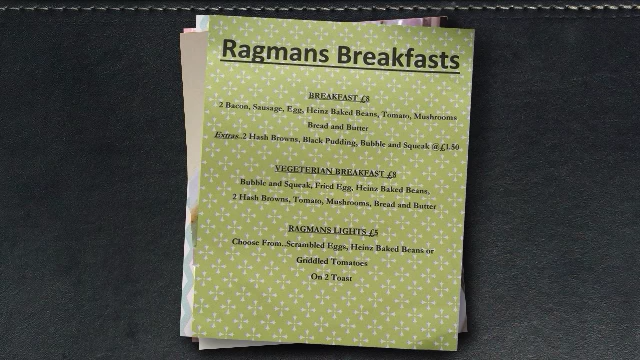 Ragmans Breakfasts
BREAKFAST £8
2 Bacon, Sausage, Egg, Heinz Baked Beans, Tomato, Mushrooms
Bread and Butter
Extras..2 Hash Browns, Black Pudding, Bubble and Squeak @£1.50
VEGETERIAN BREAKFAST £8
Bubble and Squeak, Fried Egg, Heinz Baked Beans,
2 Hash Browns, Tomato, Mushrooms, Bread and Butter
RAGMANS LIGHTS £5
Choose From..Scrambled Eggs, Heinz Baked Beans or
Griddled Tomatoes
On 2 Toast